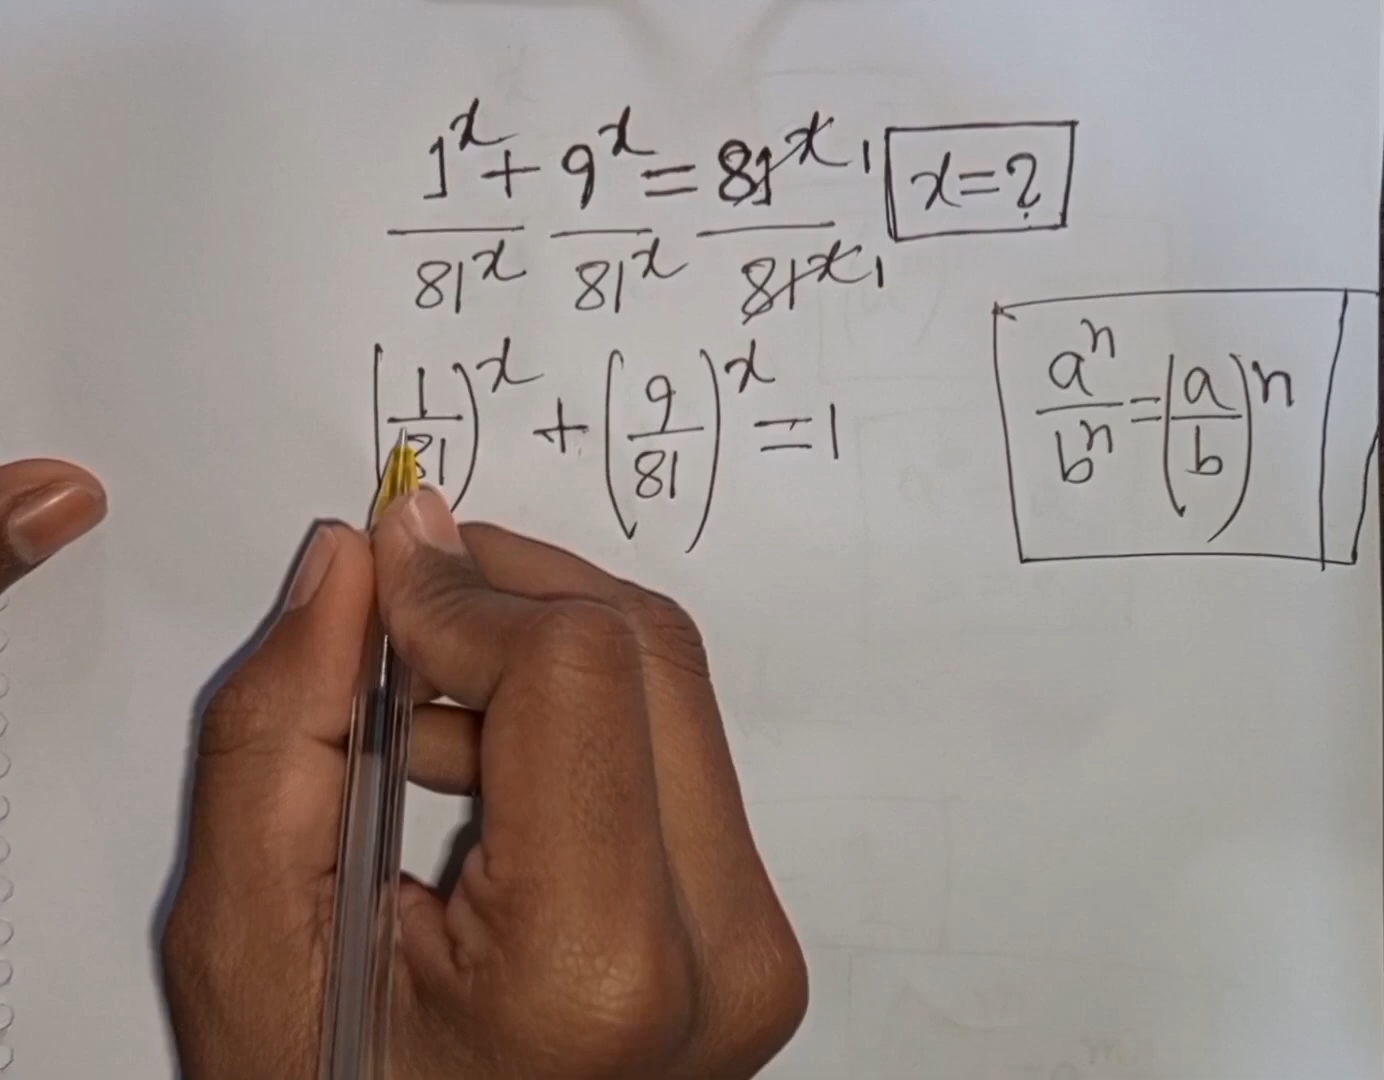 1^x + 9^x = 81^x, x=?
81^x 81^x 81^x,
(1/81)^x + (9/81)^x = 1
a^n/b^n = (a/b)^n